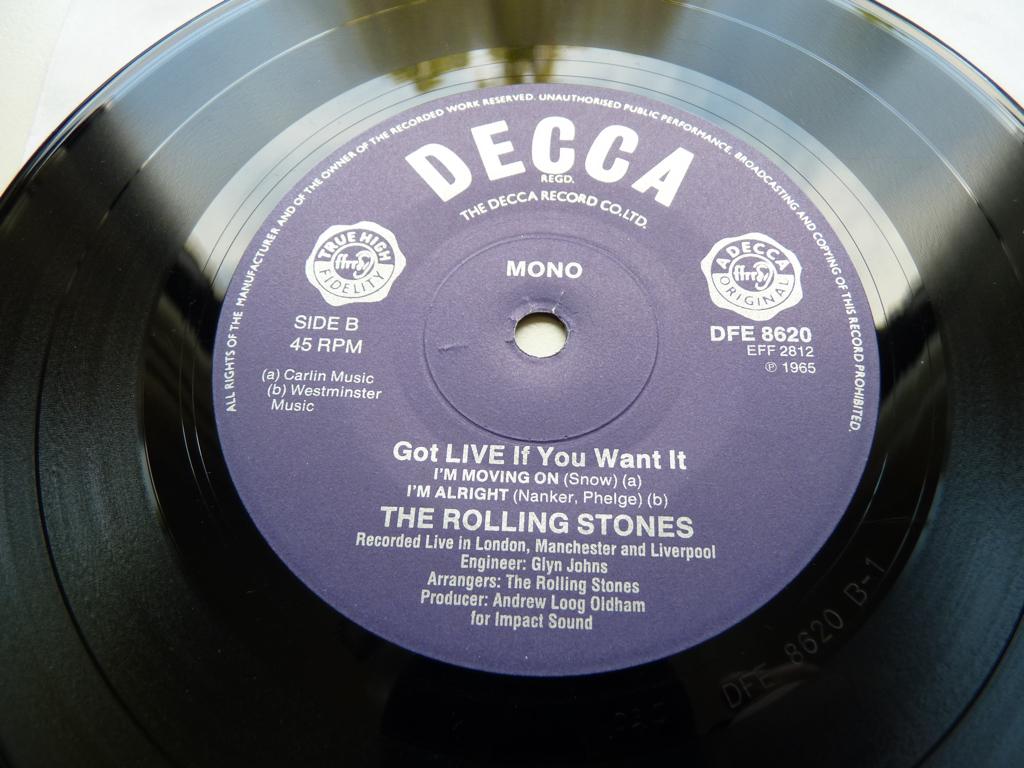 ALL RIGHTS OF THE MANUFACTURER AND OF THE OWNER OF THE RECORDED WORK RESERVED. UNAUTHORISED PUBLIC PERFORMANCE, BROADCASTING AND COPYING OF THIS RECORD PROHIBITED.
DECCA
REGD.
THE DECCA RECORD CO. LTD.
MONO
TRUE HIGH
ffrr
FIDELITY
A DECCA
ffrr
ORIGINAL
SIDE B
45 RPM
(a) Carlin Music
(b) Westminster
Music
DFE 8620
EFF 2812
℗ 1965
Got LIVE If You Want It
I'M MOVING ON (Snow) (a)
I'M ALRIGHT (Nanker, Phelge) (b)
THE ROLLING STONES
Recorded Live in London, Manchester and Liverpool
Engineer: Glyn Johns
Arrangers: The Rolling Stones
Producer: Andrew Loog Oldham
for Impact Sound
DFE 8620 B-1